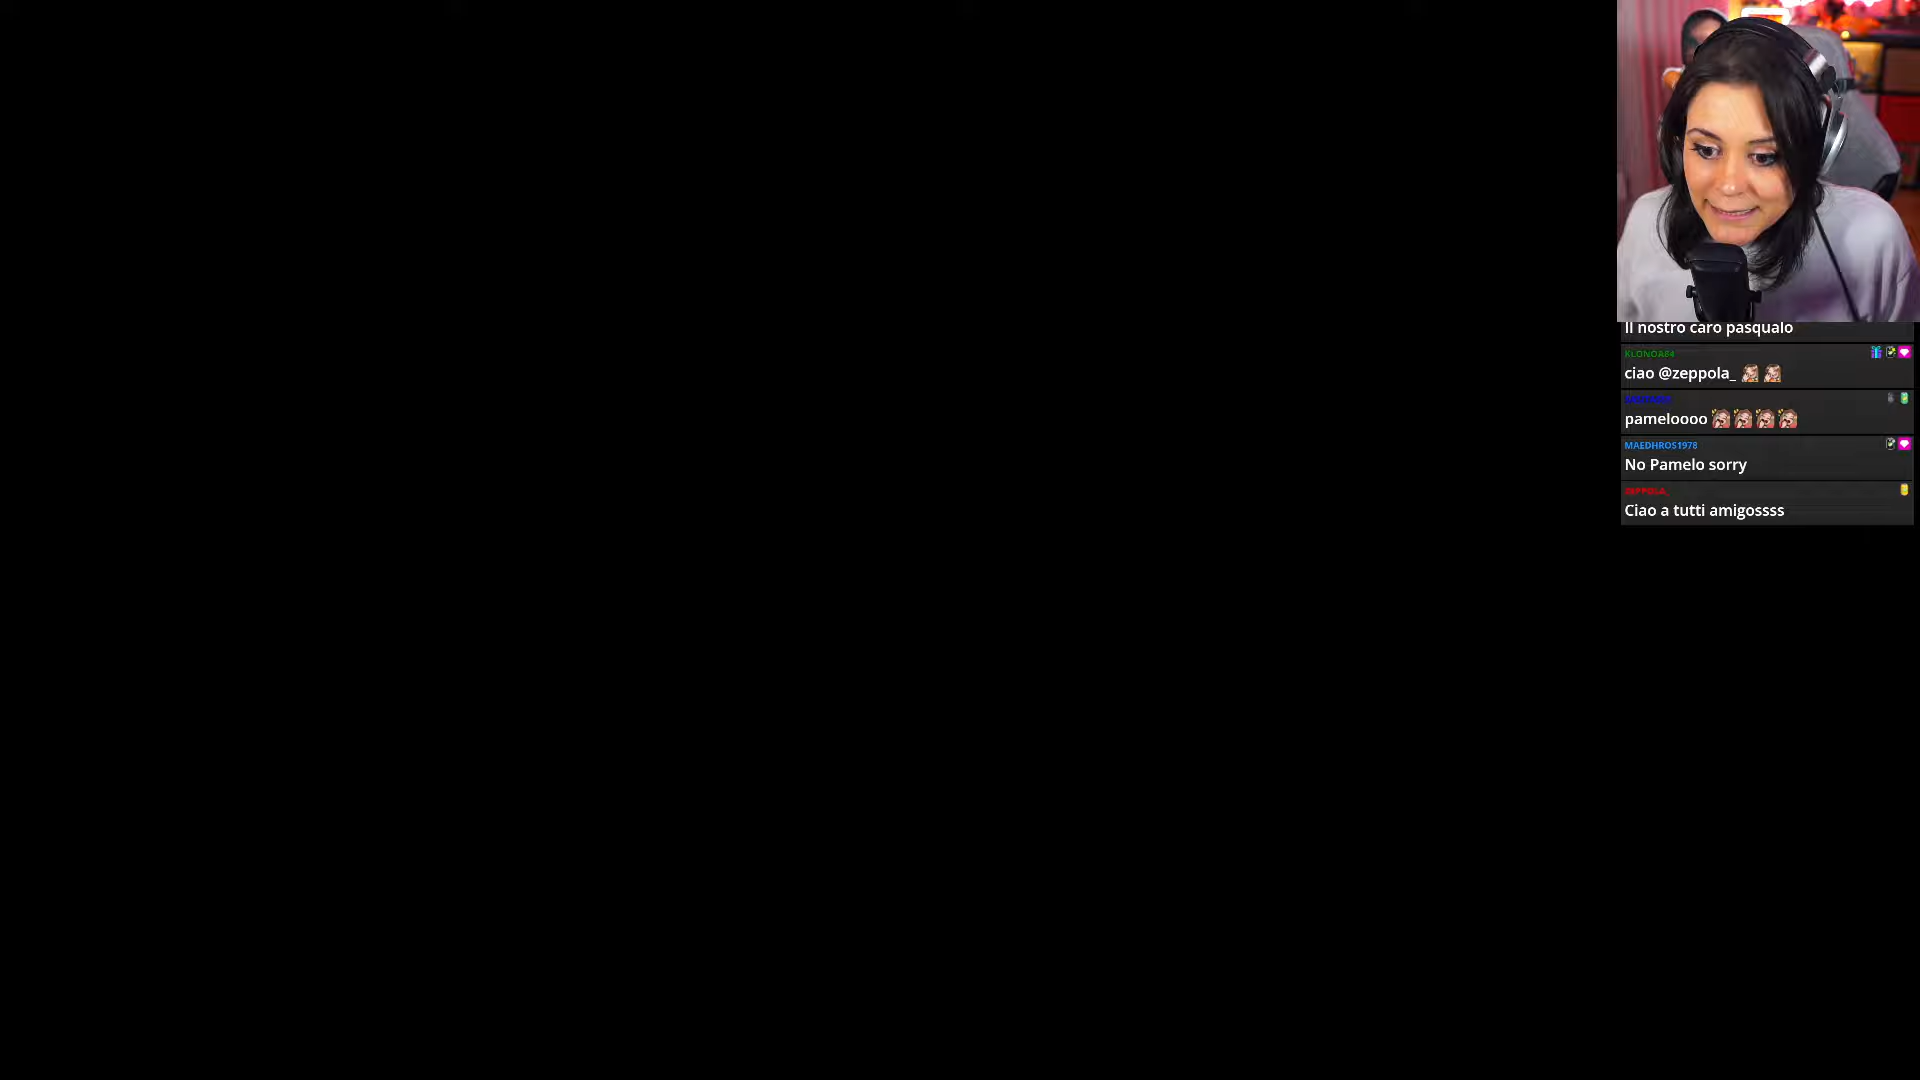 Il nostro caro pasqualo
KLONOA84
ciao @zeppola_
pameloooo
MAEDHROS1978
No Pamelo sorry
ZEPPOLA_
Ciao a tutti amigossss